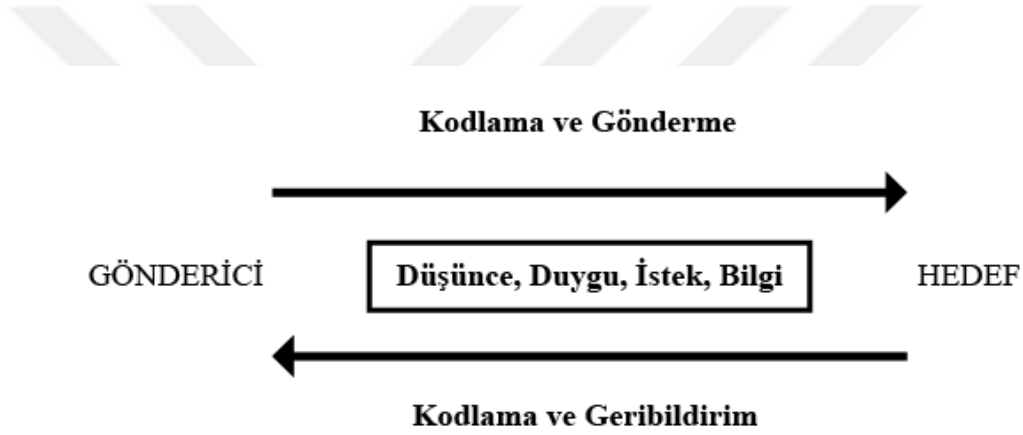 Kodlama ve Gönderme
GÖNDERİCİ Düşünce, Duygu, İstek, Bilgi HEDEF
Kodlama ve Geribildirim